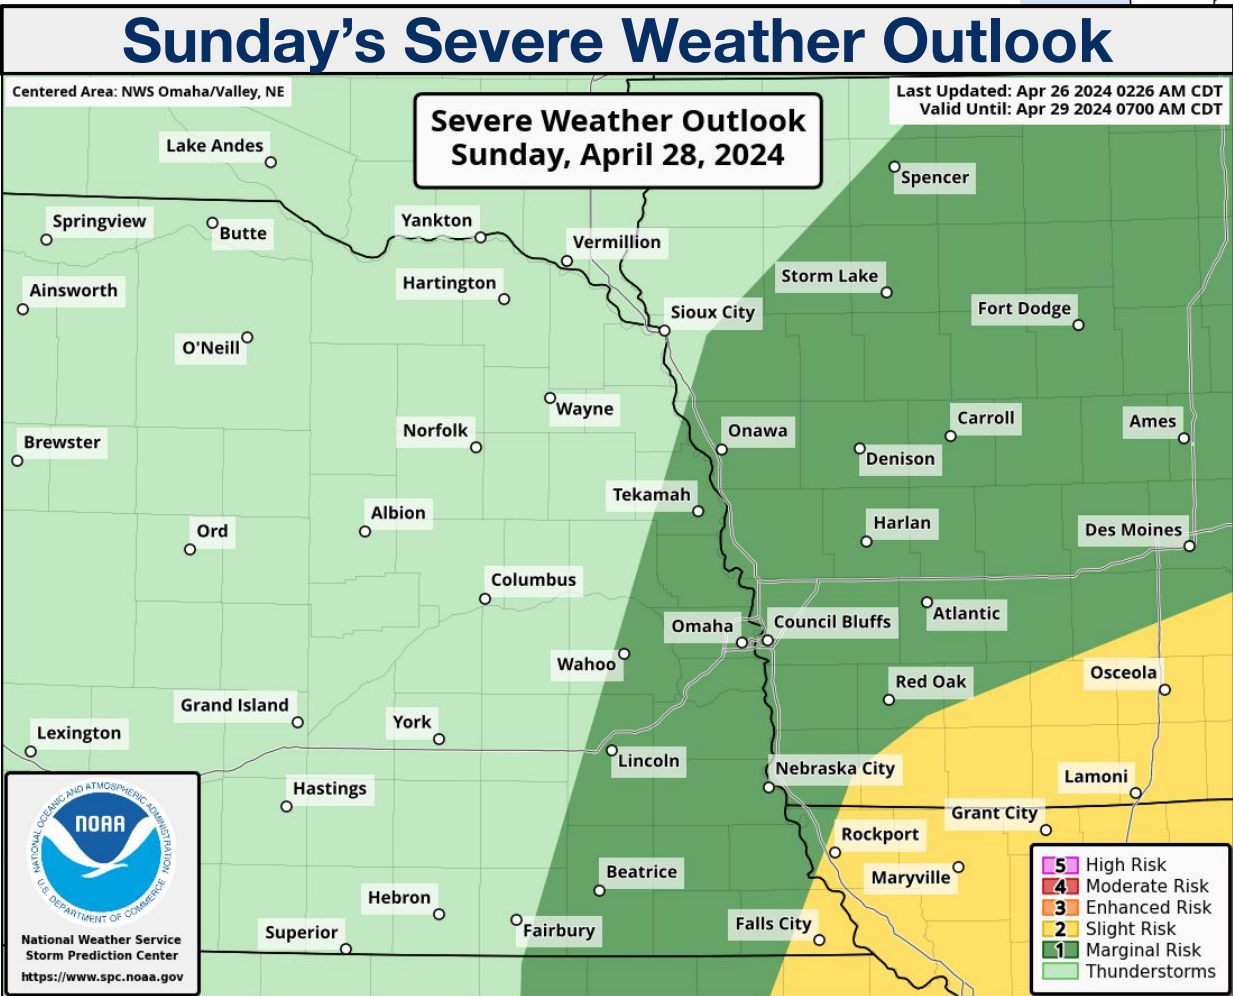 Sunday's Severe Weather Outlook
Centered Area: NWS Omaha/Valley, NE
Severe Weather Outlook
Sunday, April 28, 2024
Last Updated: Apr 26 2024 0226 AM CDT
Valid Until: Apr 29 2024 0700 AM CDT
Lake Andes
Spencer
Springview
Butte
Yankton
Vermillion
Ainsworth
Hartington
Storm Lake
Sioux City
Fort Dodge
O'Neill
Wayne
Carroll
Brewster
Norfolk
Onawa
Denison
Ames
Tekamah
Albion
Ord
Harlan
Des Moines
Columbus
Atlantic
Omaha
Council Bluffs
Wahoo
Osceola
Red Oak
Grand Island
York
Lexington
Lincoln
Nebraska City
Lamoni
Hastings
Grant City
Rockport
Beatrice
Maryville
Hebron
Fairbury
Falls City
Superior
NATIONAL OCEANIC AND ATMOSPHERIC ADMINISTRATION
NOAA
U.S. DEPARTMENT OF COMMERCE
National Weather Service
Storm Prediction Center
https://www.spc.noaa.gov
5 High Risk
4 Moderate Risk
3 Enhanced Risk
2 Slight Risk
1 Marginal Risk
Thunderstorms